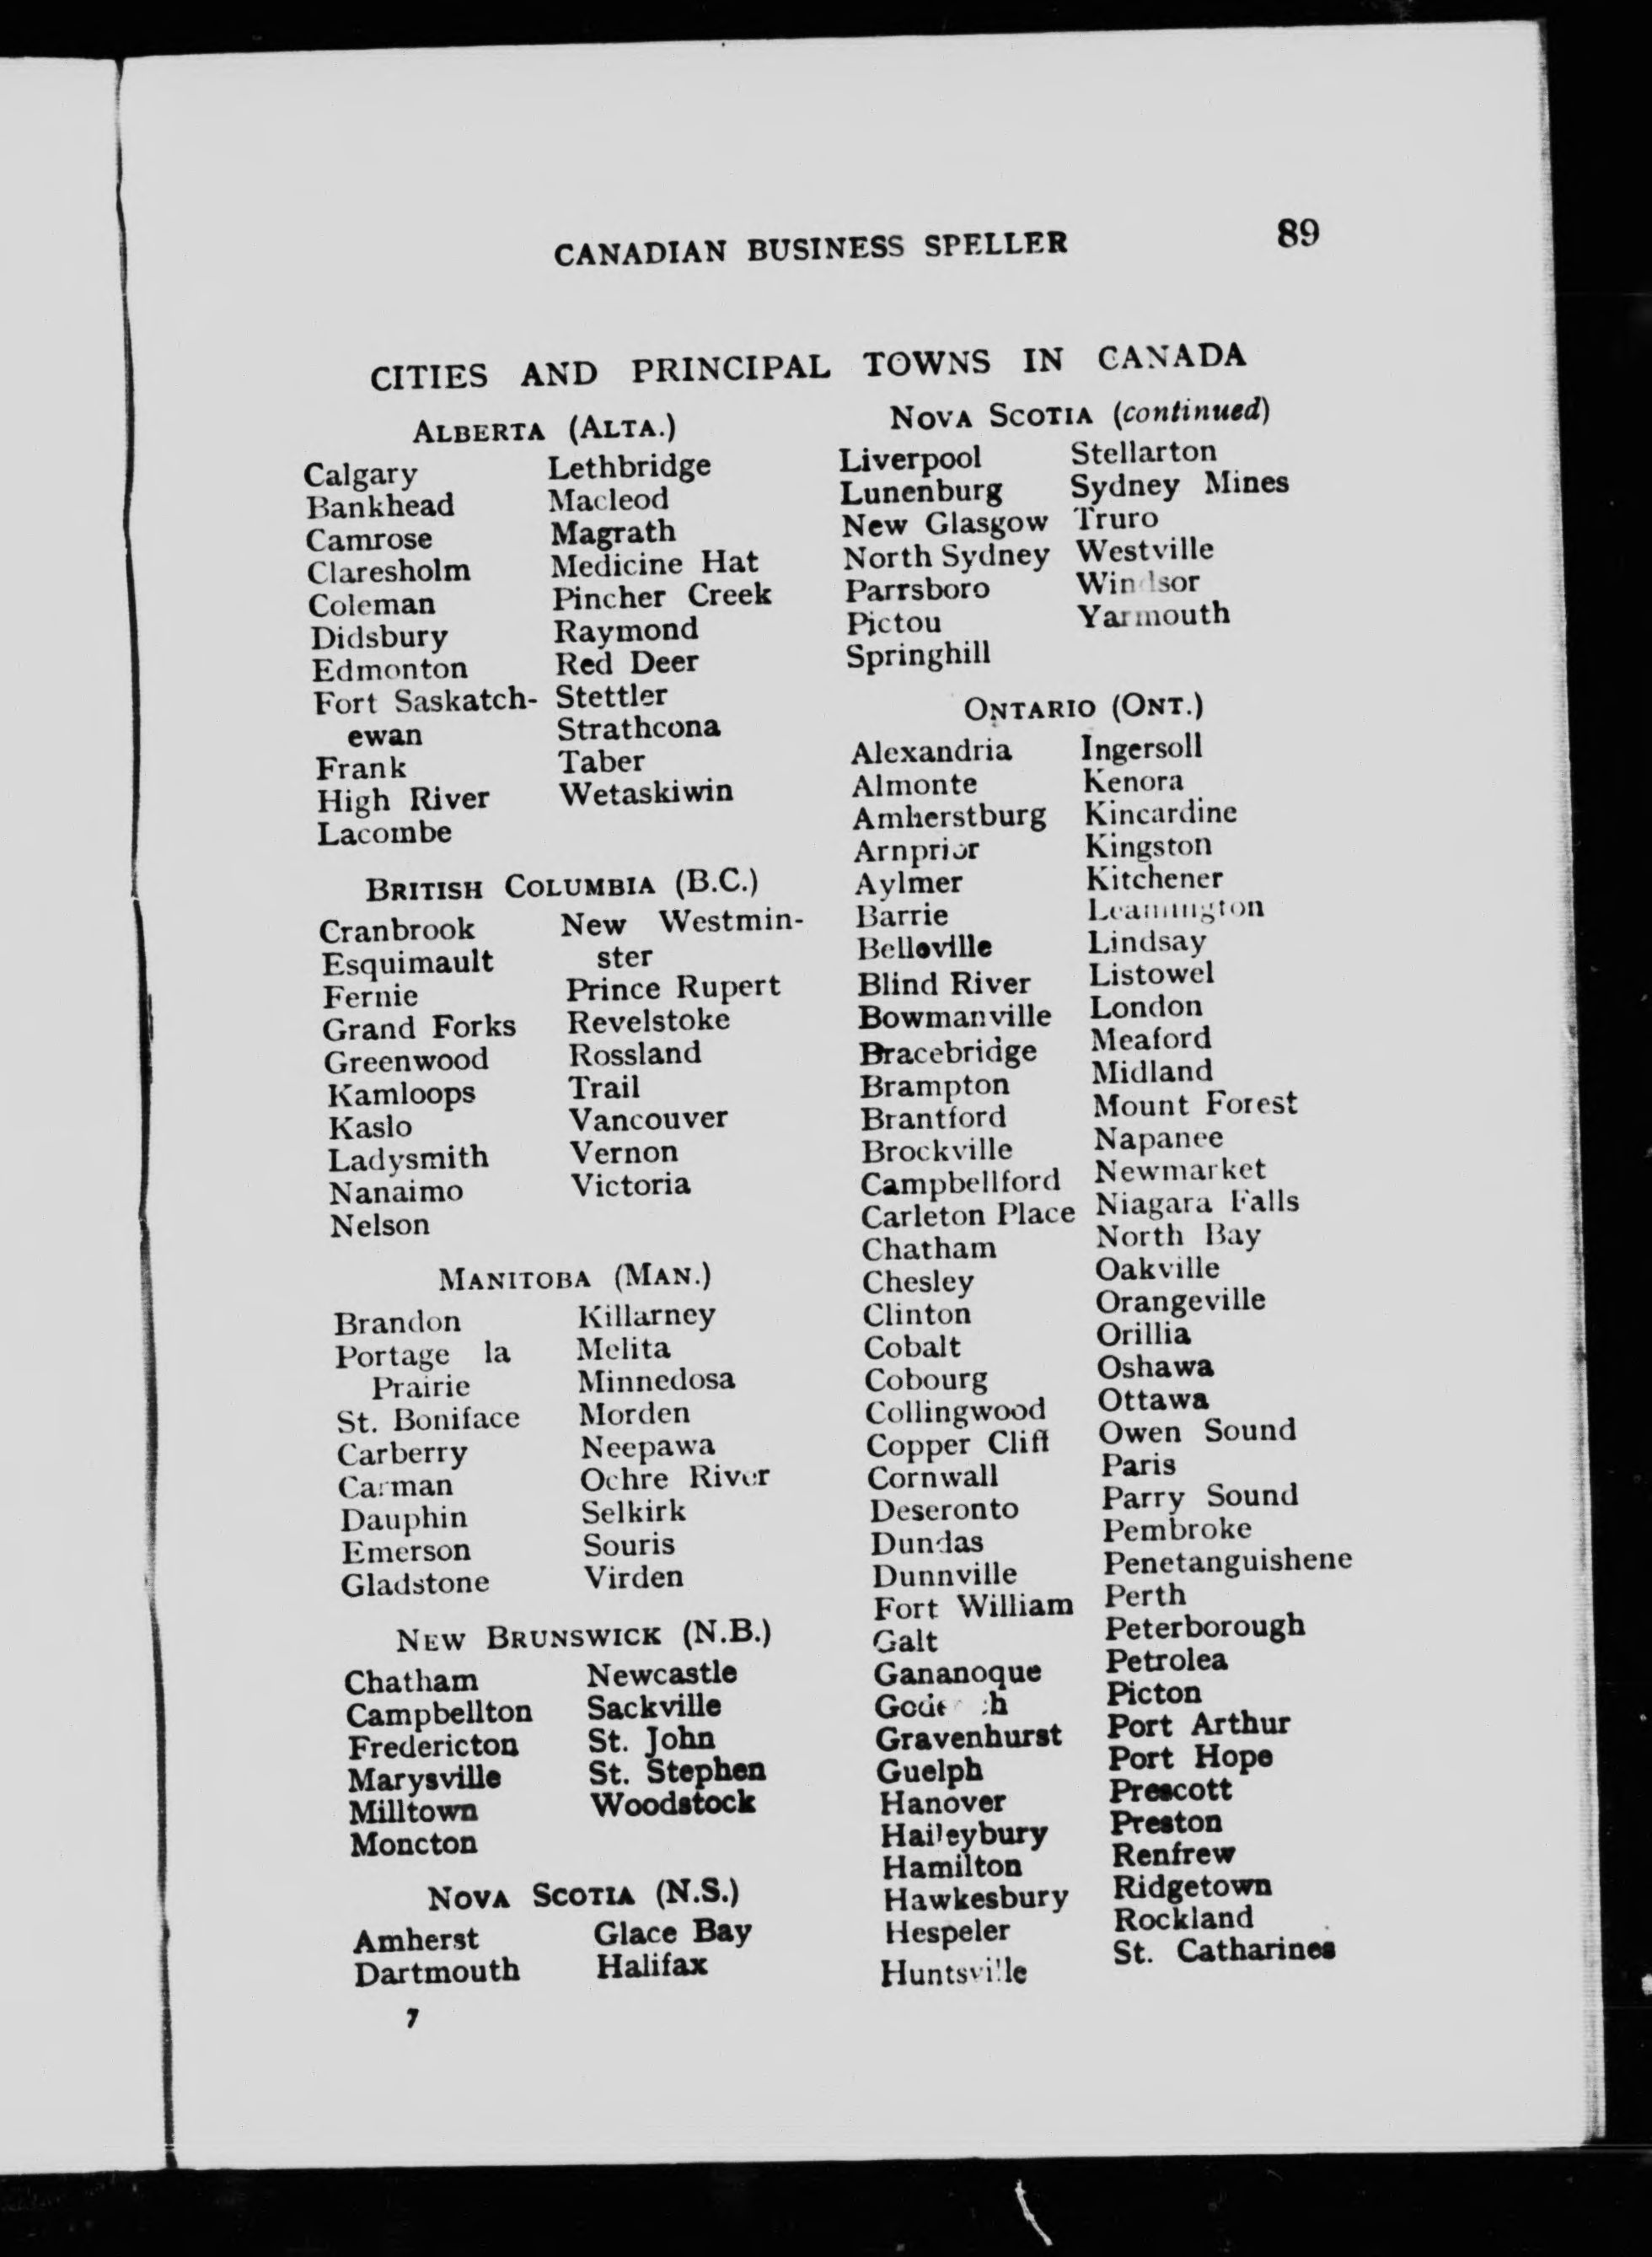 CANADIAN BUSINESS SPELLER 89
CITIES AND PRINCIPAL TOWNS IN CANADA
ALBERTA (ALTA.)
Calgary
Bankhead
Camrose
Claresholm
Coleman
Didsbury
Edmonton
Fort Saskatch-
ewan
Frank
High River
Lacombe
Lethbridge
Macleod
Magrath
Medicine Hat
Pincher Creek
Raymond
Red Deer
Stettler
Strathcona
Taber
Wetaskiwin
BRITISH COLUMBIA (B.C.)
Cranbrook
Esquimault
Fernie
Grand Forks
Greenwood
Kamloops
Kaslo
Ladysmith
Nanaimo
Nelson
New Westmin-
ster
Prince Rupert
Revelstoke
Rossland
Trail
Vancouver
Vernon
Victoria
MANITOBA (MAN.)
Brandon
Portage la
Prairie
St. Boniface
Carberry
Carman
Dauphin
Emerson
Gladstone
Killarney
Melita
Minnedosa
Morden
Neepawa
Ochre River
Selkirk
Souris
Virden
NEW BRUNSWICK (N.B.)
Chatham
Campbellton
Fredericton
Marysville
Milltown
Moncton
Newcastle
Sackville
St. John
St. Stephen
Woodstock
NOVA SCOTIA (N.S.)
Amherst
Dartmouth
Glace Bay
Halifax
7
NOVA SCOTIA (continued)
Liverpool
Lunenburg
New Glasgow
North Sydney
Parrsboro
Pictou
Springhill
Stellarton
Sydney Mines
Truro
Westville
Windsor
Yarmouth
ONTARIO (ONT.)
Alexandria
Almonte
Amherstburg
Arnprior
Aylmer
Barrie
Belleville
Blind River
Bowmanville
Bracebridge
Brampton
Brantford
Brockville
Campbellford
Carleton Place
Chatham
Chesley
Clinton
Cobalt
Cobourg
Collingwood
Copper Cliff
Cornwall
Deseronto
Dundas
Dunnville
Fort William
Galt
Gananoque
Gravenhurst
Guelph
Hanover
Haileybury
Hamilton
Hawkesbury
Hespeler
Huntsville
Ingersoll
Kenora
Kincardine
Kingston
Kitchener
Leamington
Lindsay
Listowel
London
Meaford
Midland
Mount Forest
Napanee
Newmarket
Niagara Falls
North Bay
Oakville
Orangeville
Orillia
Oshawa
Ottawa
Owen Sound
Paris
Parry Sound
Pembroke
Penetanguishene
Perth
Peterborough
Petrolea
Picton
Port Arthur
Port Hope
Prescott
Preston
Renfrew
Ridgetown
Rockland
St. Catharines